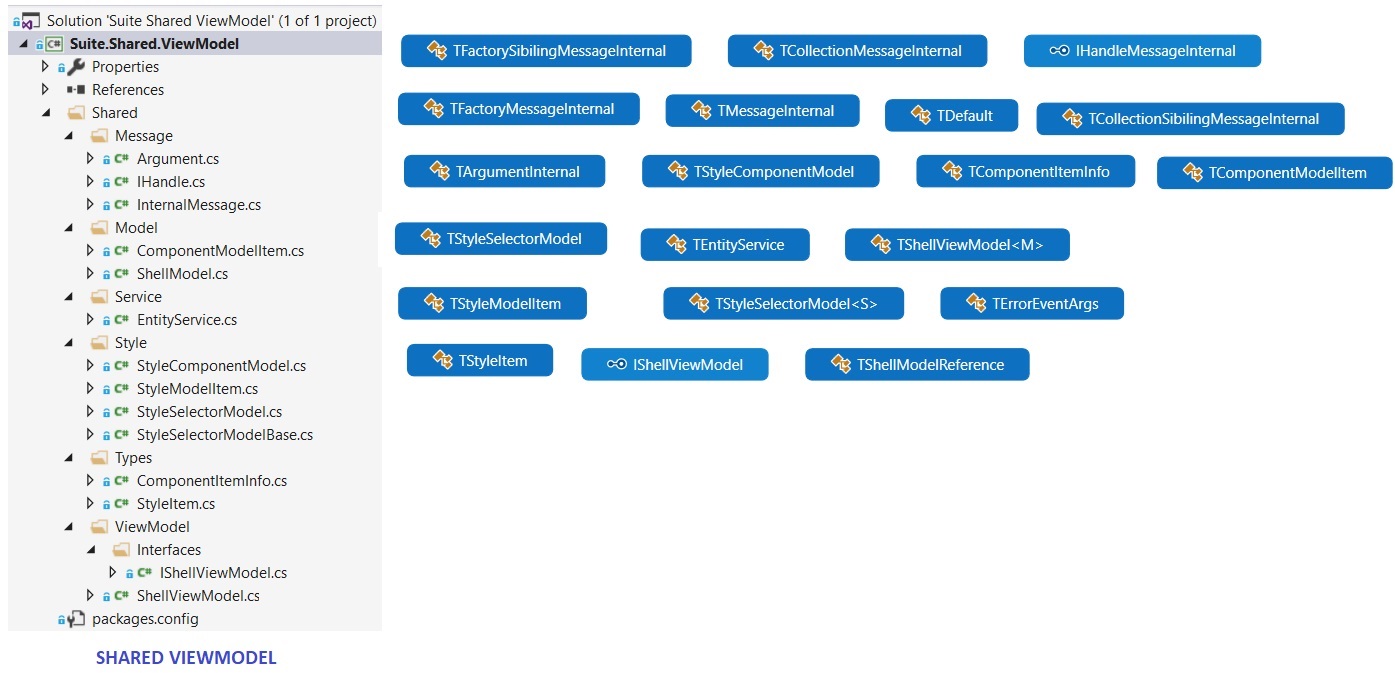 Solution 'Suite Shared ViewModel' (1 of 1 project)
Suite.Shared.ViewModel
Properties
References
Shared
Message
Argument.cs
IHandle.cs
InternalMessage.cs
Model
ComponentModelItem.cs
ShellModel.cs
Service
EntityService.cs
Style
StyleComponentModel.cs
StyleModelItem.cs
StyleSelectorModel.cs
StyleSelectorModelBase.cs
Types
ComponentItemInfo.cs
StyleItem.cs
ViewModel
Interfaces
IShellViewModel.cs
ShellViewModel.cs
packages.config
SHARED VIEWMODEL
TFactorySibilingMessageInternal
TCollectionMessageInternal
IHandleMessageInternal
TFactoryMessageInternal
TMessageInternal
TDefault
TCollectionSibilingMessageInternal
TArgumentInternal
TStyleComponentModel
TComponentItemInfo
TComponentModelItem
TStyleSelectorModel
TEntityService
TShellViewModel<M>
TStyleModelItem
TStyleSelectorModel<S>
TErrorEventArgs
TStyleItem
IShellViewModel
TShellModelReference